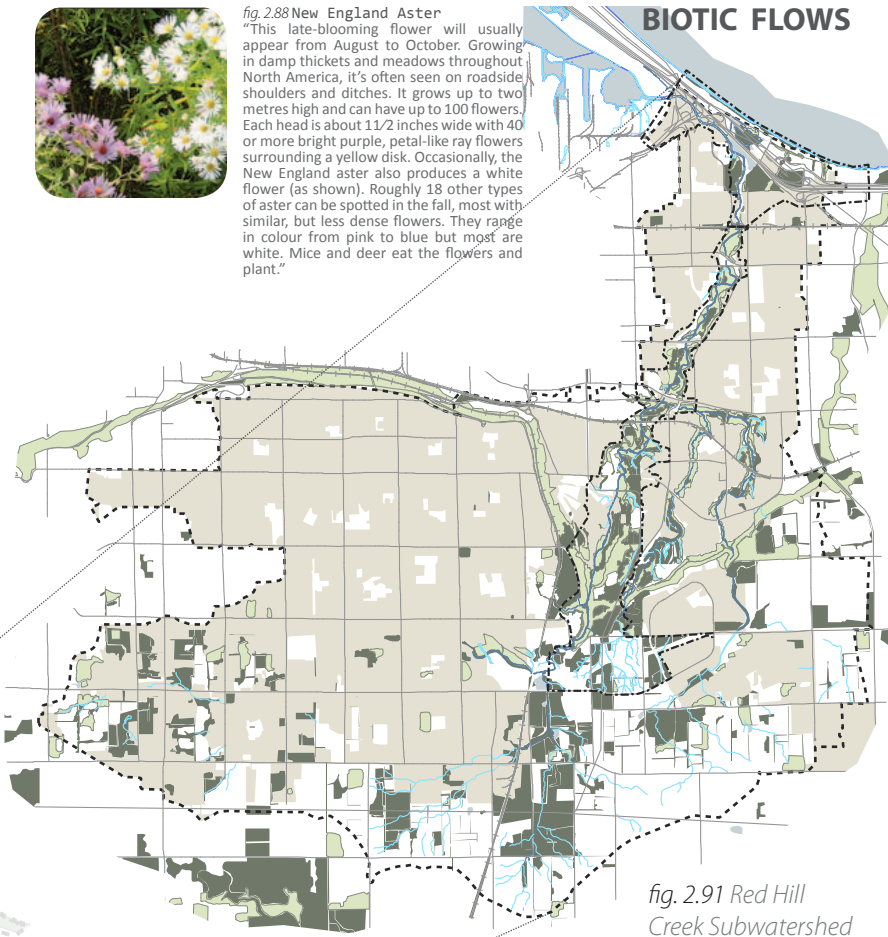 fig. 2.88 New England Aster
“This late-blooming flower will usually
appear from August to October. Growing
in damp thickets and meadows throughout
North America, it’s often seen on roadside
shoulders and ditches. It grows up to two
metres high and can have up to 100 flowers.
Each head is about 11/2 inches wide with 40
or more bright purple, petal-like ray flowers
surrounding a yellow disk. Occasionally, the
New England aster also produces a white
flower (as shown). Roughly 18 other types
of aster can be spotted in the fall, most with
similar, but less dense flowers. They range
in colour from pink to blue but most are
white. Mice and deer eat the flowers and
plant.”
BIOTIC FLOWS
fig. 2.91 Red Hill
Creek Subwatershed